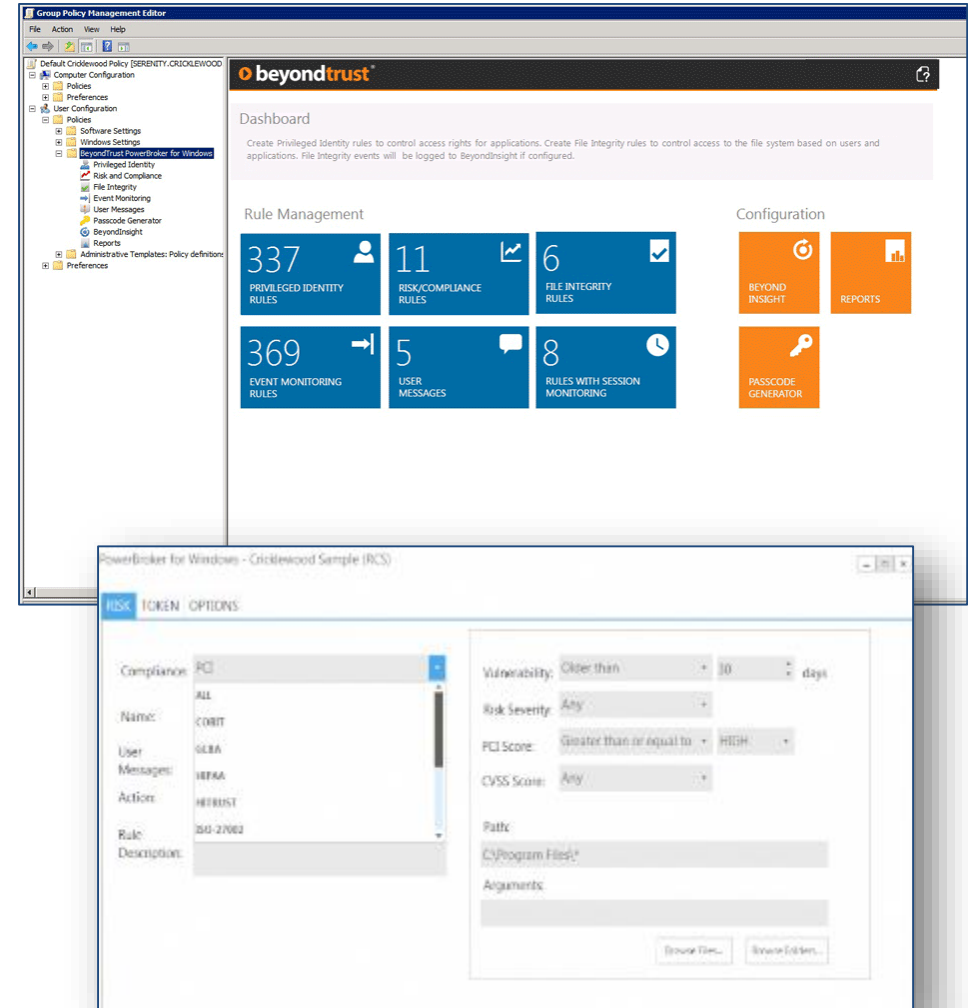 Group Policy Management Editor
File Action View Help
Default Cricklewood Policy [SERENITY.CRICKLEWOOD
Computer Configuration
Policies
Preferences
User Configuration
Policies
Software Settings
Windows Settings
BeyondTrust PowerBroker for Windows
Privileged Identity
Risk and Compliance
File Integrity
Event Monitoring
User Messages
Passcode Generator
BeyondInsight
Reports
Administrative Templates: Policy definitions
Preferences
beyondtrust
Dashboard
Create Privileged Identity rules to control access rights for applications. Create File Integrity rules to control access to the file system based on users and
applications. File Integrity events will be logged to BeyondInsight if configured.
Rule Management
337
PRIVILEGED IDENTITY
RULES
11
RISK/COMPLIANCE
RULES
6
FILE INTEGRITY
RULES
369
EVENT MONITORING
RULES
5
USER
MESSAGES
8
RULES WITH SESSION
MONITORING
Configuration
BEYOND
INSIGHT
REPORTS
PASSCODE
GENERATOR
PowerBroker for Windows - Cricklewood Sample (RCS)
RISK TOKEN OPTIONS
Compliance: PCI
ALL
COBIT
GLBA
HIPAA
HITRUST
ISO-27002
Name:
User
Messages:
Action:
Rule
Description:
Vulnerability: Older than 30 days
Risk Severity: Any
PCI Score: Greater than or equal to HIGH
CVSS Score: Any
Path:
C:\Program Files\*
Arguments:
Browse Files... Browse Folders...